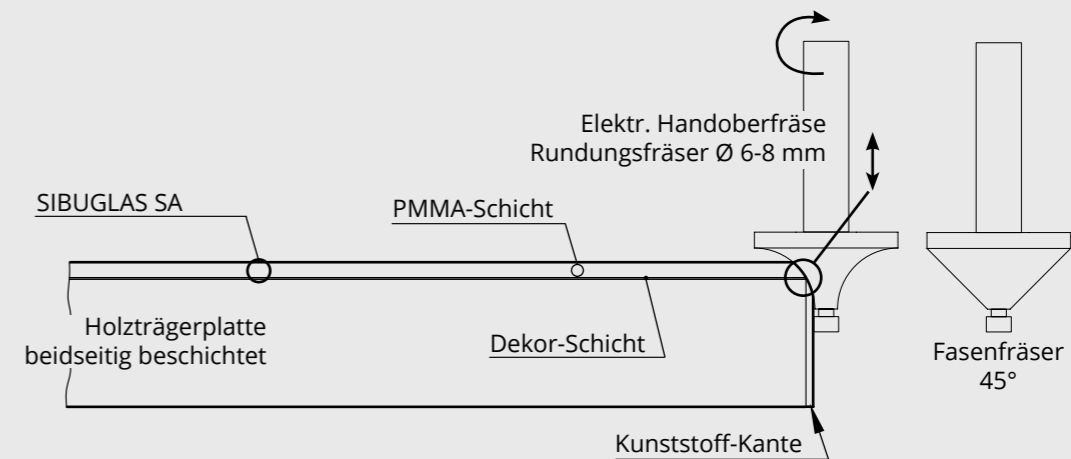 Elektr. Handoberfräse
Rundungsfräser Ø 6-8 mm
SIBUGLAS SA
PMMA-Schicht
Holzträgerplatte
beidseitig beschichtet
Dekor-Schicht
Fasenfräser
45°
Kunststoff-Kante